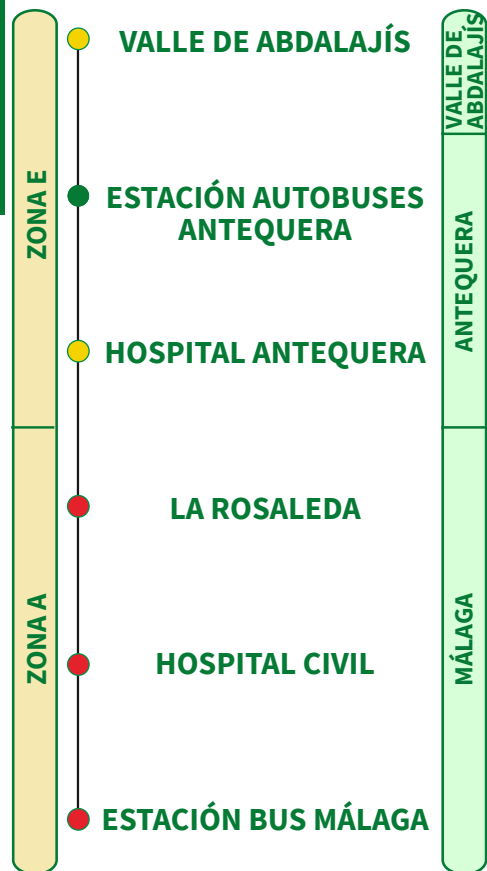 VALLE DE ABDALAJÍS
ESTACIÓN AUTOBUSES
ANTEQUERA
HOSPITAL ANTEQUERA
LA ROSALEDA
HOSPITAL CIVIL
ESTACIÓN BUS MÁLAGA
ZONA E
ZONA A
VALLE DE
ABDALAJÍS
ANTEQUERA
MÁLAGA